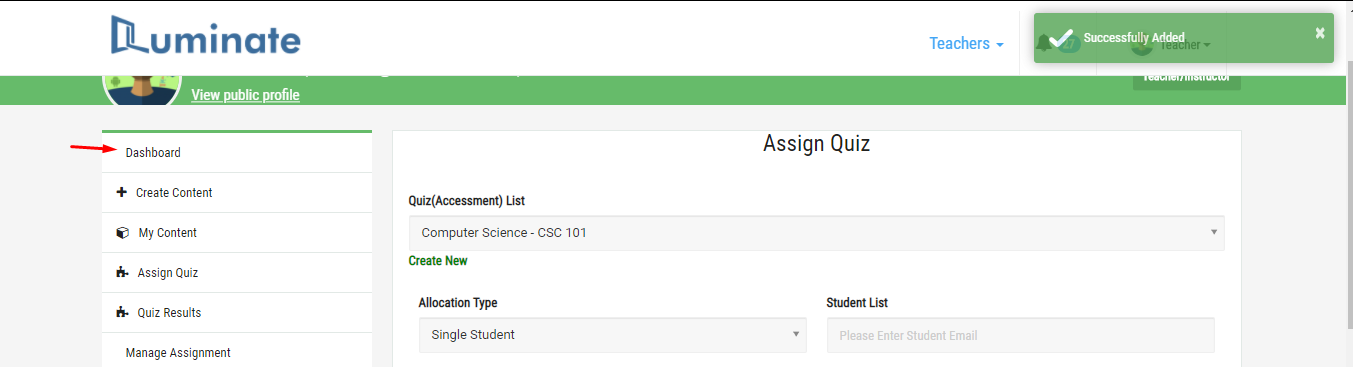 Luminate
Teachers
27
Teacher
Successfully Added
×
View public profile
Teacher/Instructor
Dashboard
Create Content
My Content
Assign Quiz
Quiz Results
Manage Assignment
Assign Quiz
Quiz(Accessment) List
Computer Science - CSC 101
Create New
Allocation Type
Student List
Single Student
Please Enter Student Email